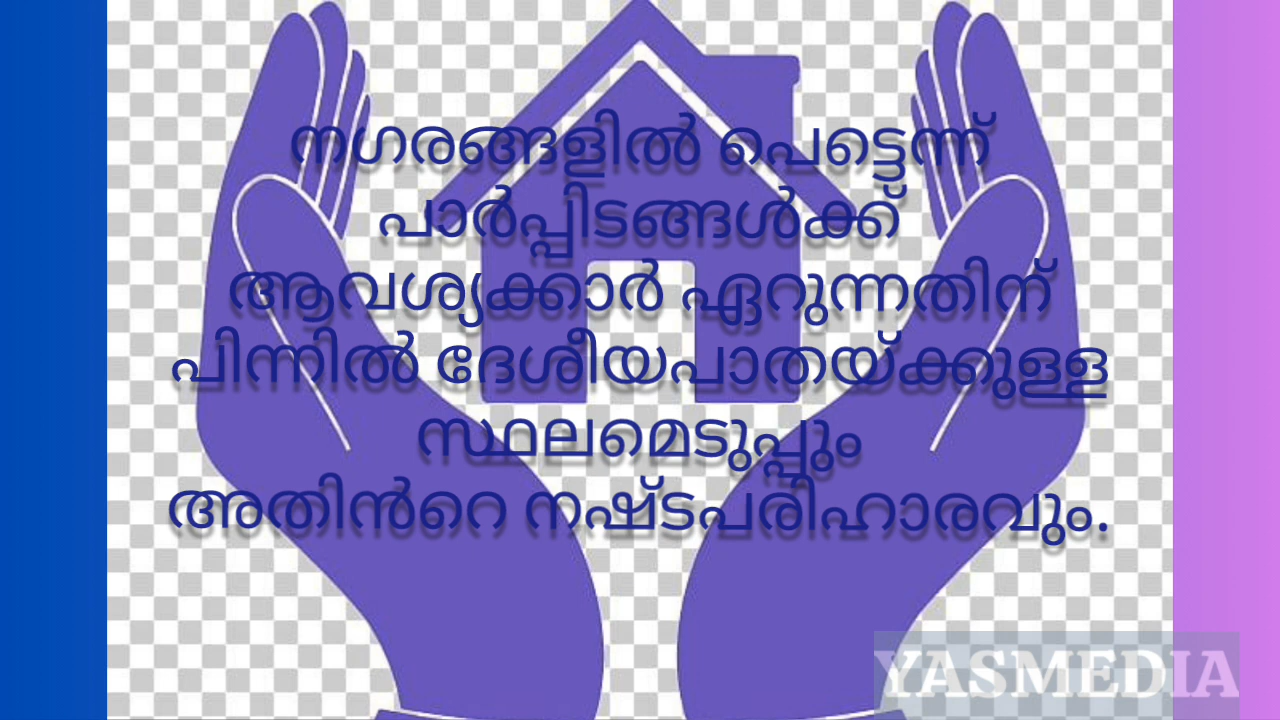 നഗരങ്ങളിൽ പെട്ടെന്ന്
പാർപ്പിടങ്ങൾക്ക്
ആവശ്യക്കാർ ഏറുന്നതിന്
പിന്നിൽ ദേശീയപാതയ്ക്കുള്ള
സ്ഥലമെടുപ്പും
അതിൻറെ നഷ്ടപരിഹാരവും.
YASMEDIA